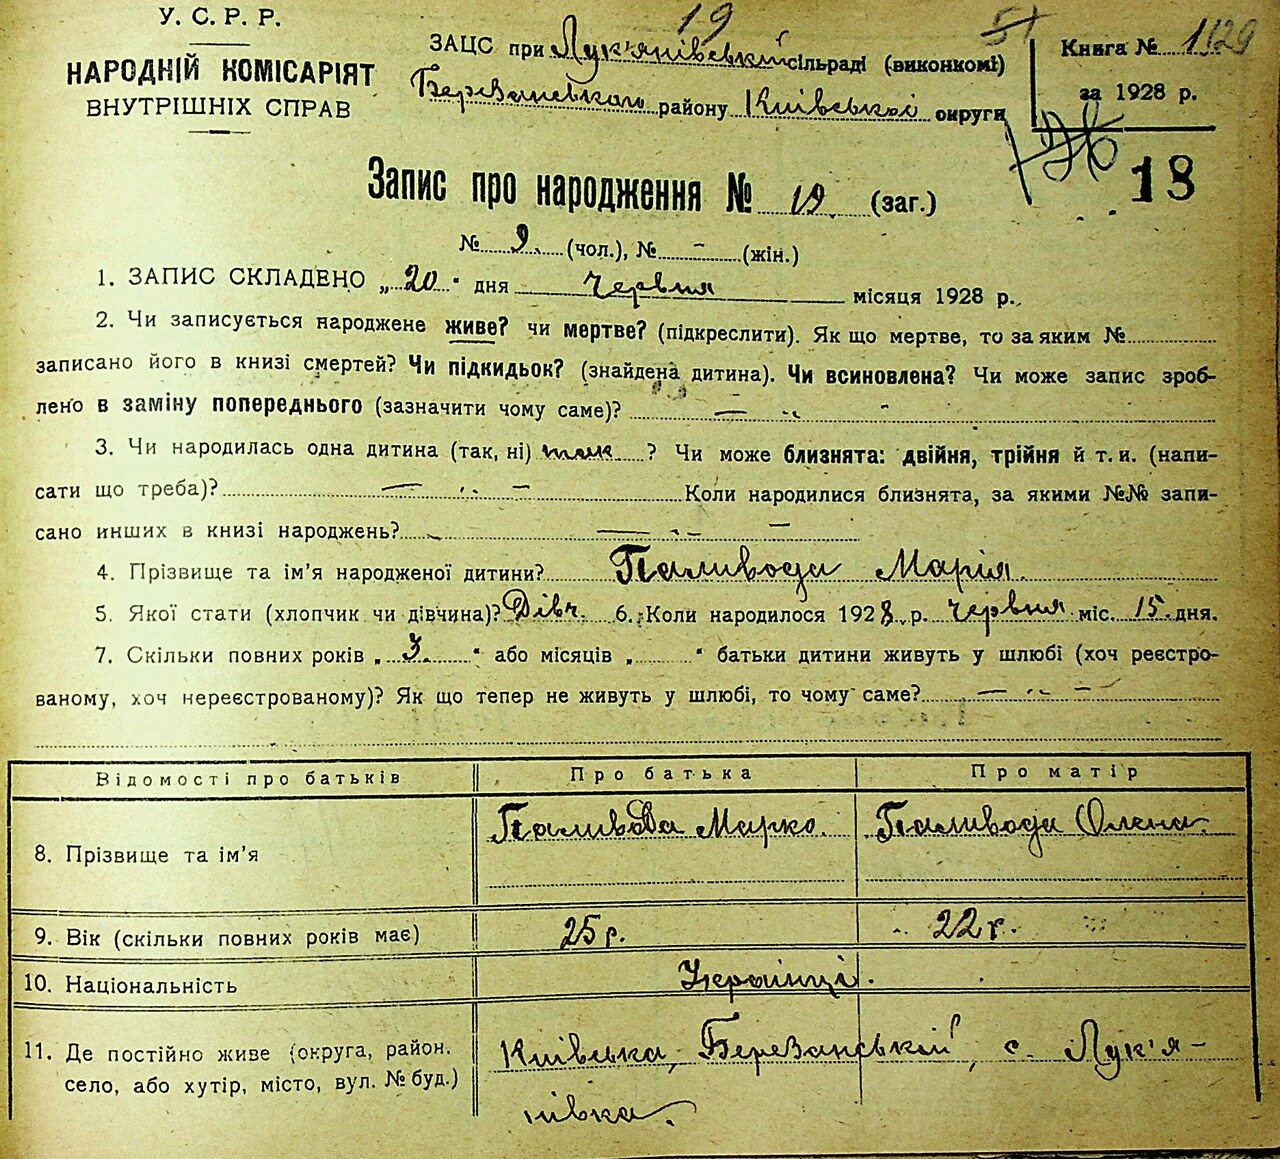 У. С. Р. Р.
НАРОДНІЙ КОМІСАРІЯТ
ВНУТРІШНІХ СПРАВ
19
ЗАЦС при Лук'янівській сільраді (виконкомі)
Березанського району Київської округи
51
Книга № 1
129
за 1928 р.
18
Запис про народження № 19. (заг.)
№ 9. (чол.), № - (жін.)
1. ЗАПИС СКЛАДЕНО „20" дня червня місяця 1928 р.
2. Чи записується народжене живе? чи мертве? (підкреслити). Як що мертве, то за яким №
записано його в книзі смертей? Чи підкидьок? (знайдена дитина). Чи всиновлена? Чи може запис зроб-
лено в заміну попереднього (зазначити чому саме)? — „ -
3. Чи народилась одна дитина (так, ні) так ? Чи може близнята: двійня, трійня й т. и. (напи-
сати що треба)? — „ — Коли народилися близнята, за якими №№ запи-
сано инших в книзі народжень? — „ —
4. Прізвище та ім'я народженої дитини? Паливода Марія.
5. Якої стати (хлопчик чи дівчина)? Дівч. 6. Коли народилося 1928 р. червня міс. 15 дня.
7. Скільки повних років „3." або місяців „ " батьки дитини живуть у шлюбі (хоч реєстро-
ваному, хоч нереєстрованому)? Як що тепер не живуть у шлюбі, то чому саме? — „ —
Відомості про батьків Про батька Про матір
8. Прізвище та ім'я Паливода Марко. Паливода Олена.
9. Вік (скільки повних років має) 25 р. 22 г.
10. Національність Українці.
11. Де постійно живе (округа, район, Київська, Березанський, с. Лук'я-
село, або хутір, місто, вул. № буд.) нівка.